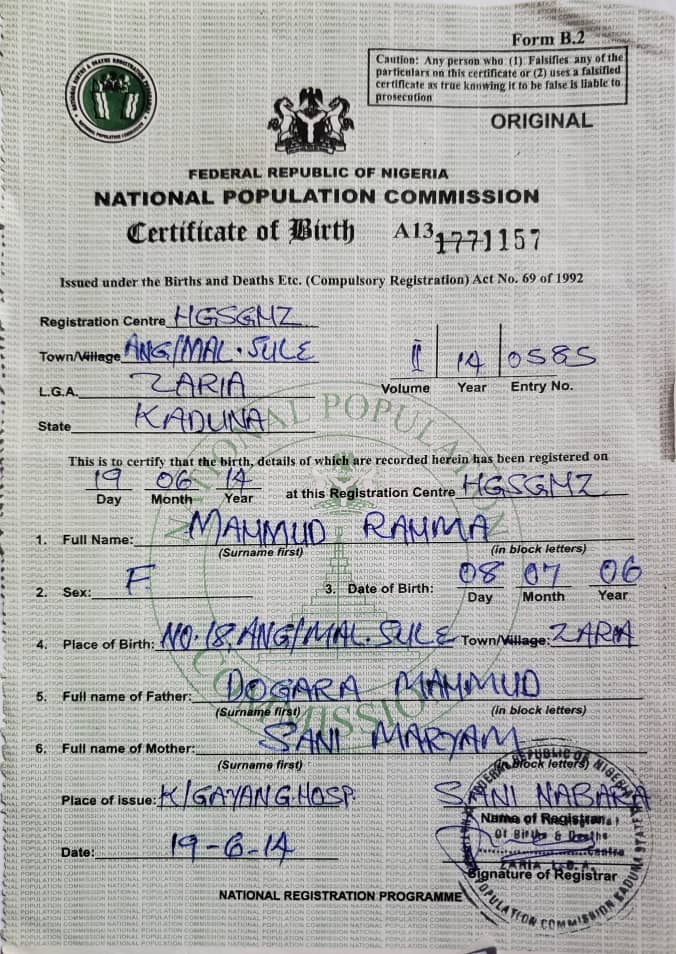 Form B.2
Caution: Any person who (1) Falsifies any of the
particulars on this certificate or (2) uses a falsified
certificate as true knowing it to be false is liable to
prosecution
ORIGINAL
FEDERAL REPUBLIC OF NIGERIA
NATIONAL POPULATION COMMISSION
Certificate of Birth A13 1771157
Issued under the Births and Deaths Etc. (Compulsory Registration) Act No. 69 of 1992
Registration Centre HGSGMZ
Town/Village ANG/MAL. SULE
II 14 0585
L.G.A. ZARIA
Volume Year Entry No.
State KADUNA
This is to certify that the birth, details of which are recorded herein has been registered on
19 06 14 at this Registration Centre HGSGMZ
Day Month Year
1. Full Name: MAHMUD RAHMA
(Surname first) (in block letters)
2. Sex: F 3. Date of Birth: 08 07 06
Day Month Year
4. Place of Birth: NO. 18, ANG/MAL. SULE Town/Village: ZARIA
5. Full name of Father: DOGARA MAHMUD
(Surname first) (in block letters)
6. Full name of Mother: SANI MARYAM
(Surname first) block letters)
Place of issue: K/GAYAN G.HOSP. SANI NABARA
Name of Registrar
Of Births & Deaths
Date: 19-6-14
ZARIA L.G.A.
Signature of Registrar
NATIONAL REGISTRATION PROGRAMME
NATIONAL POPULATION COMMISSION